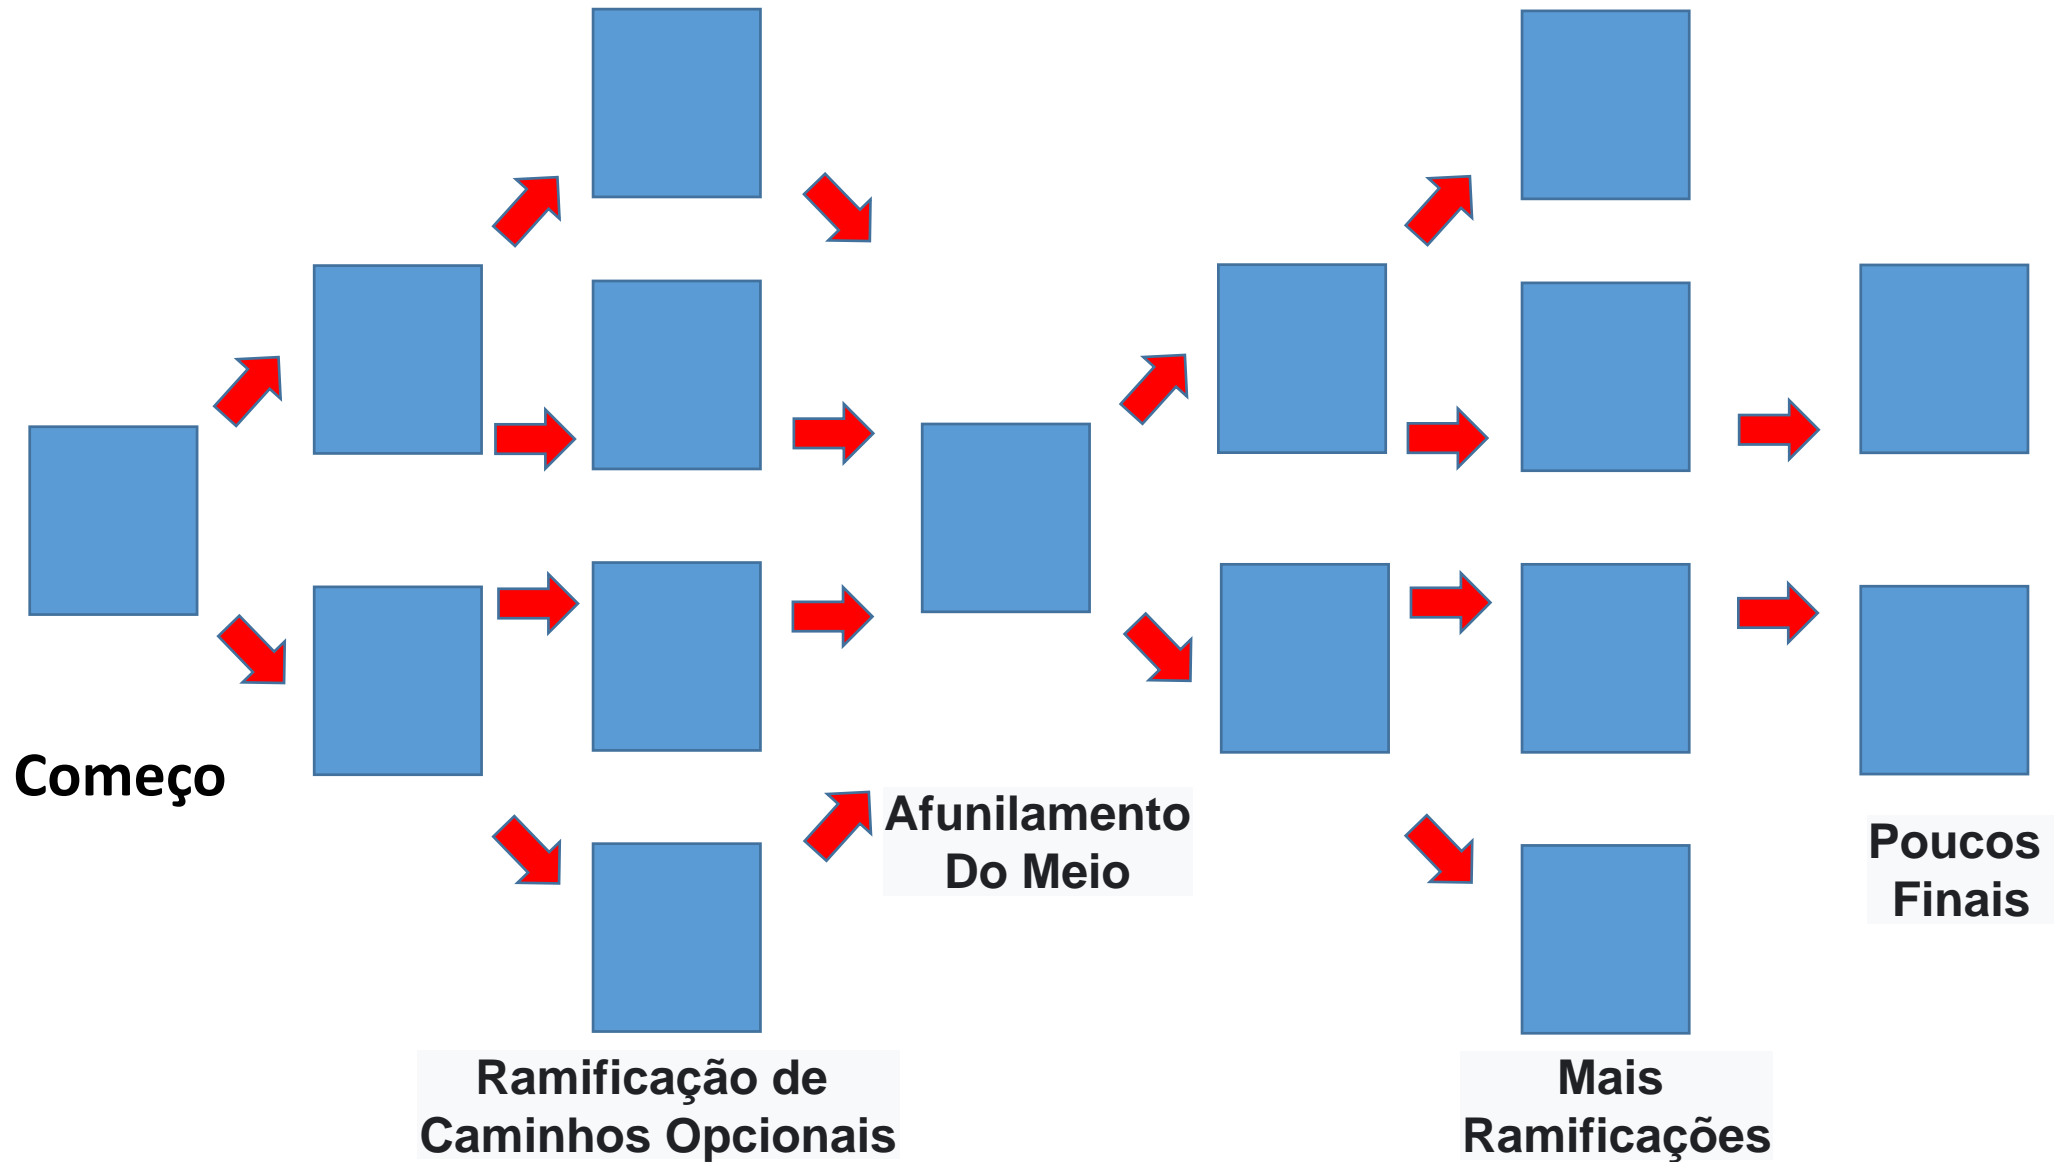 Começo
Afunilamento
Do Meio
Poucos
Finais
Ramificação de
Caminhos Opcionais
Mais
Ramificações